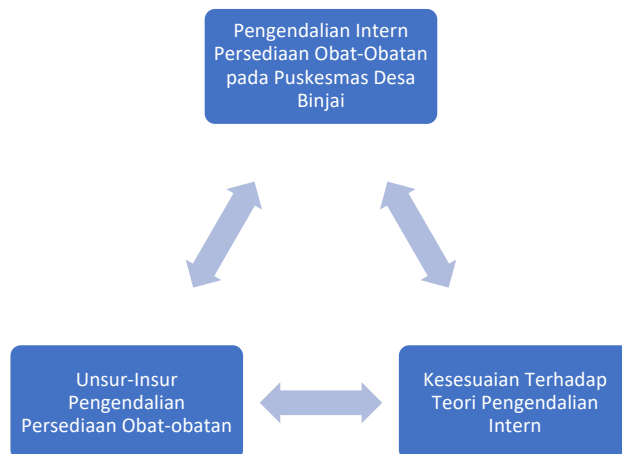 Pengendalian Intern
Persediaan Obat-Obatan
pada Puskesmas Desa
Binjai
Unsur-Insur
Pengendalian
Persediaan Obat-obatan
Kesesuaian Terhadap
Teori Pengendalian
Intern